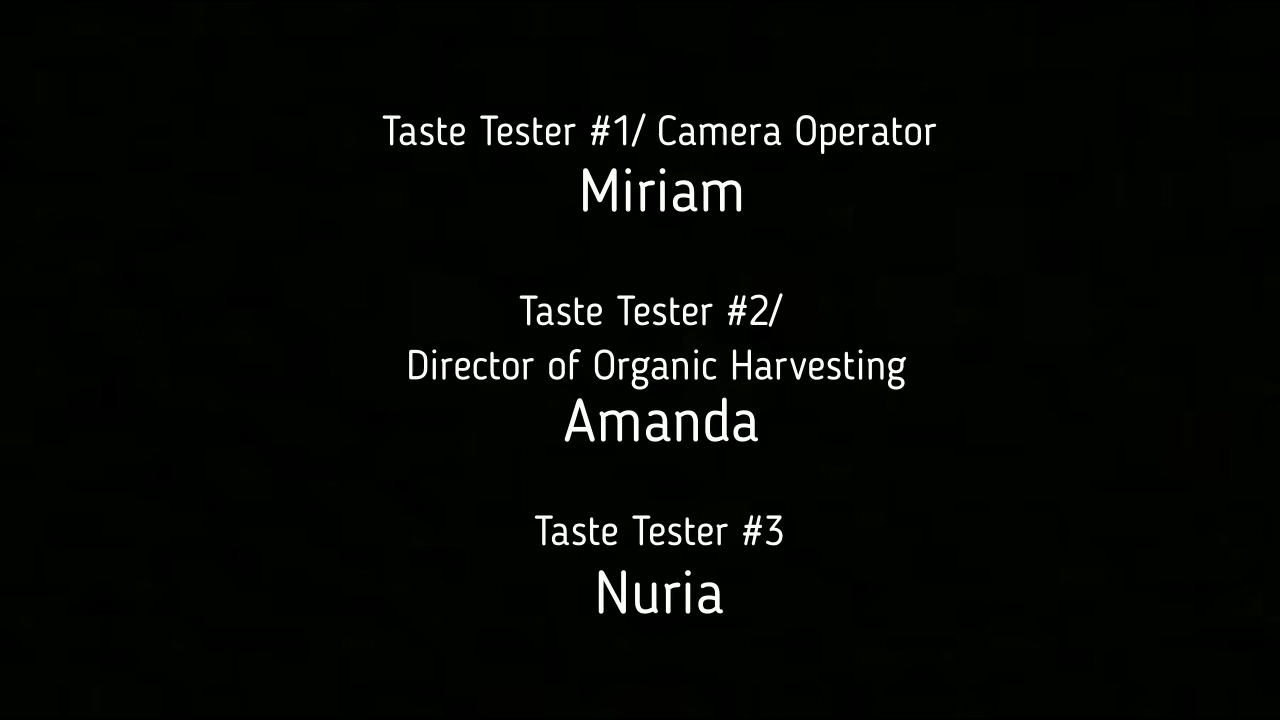 Taste Tester #1/ Camera Operator
Miriam
Taste Tester #2/
Director of Organic Harvesting
Amanda
Taste Tester #3
Nuria